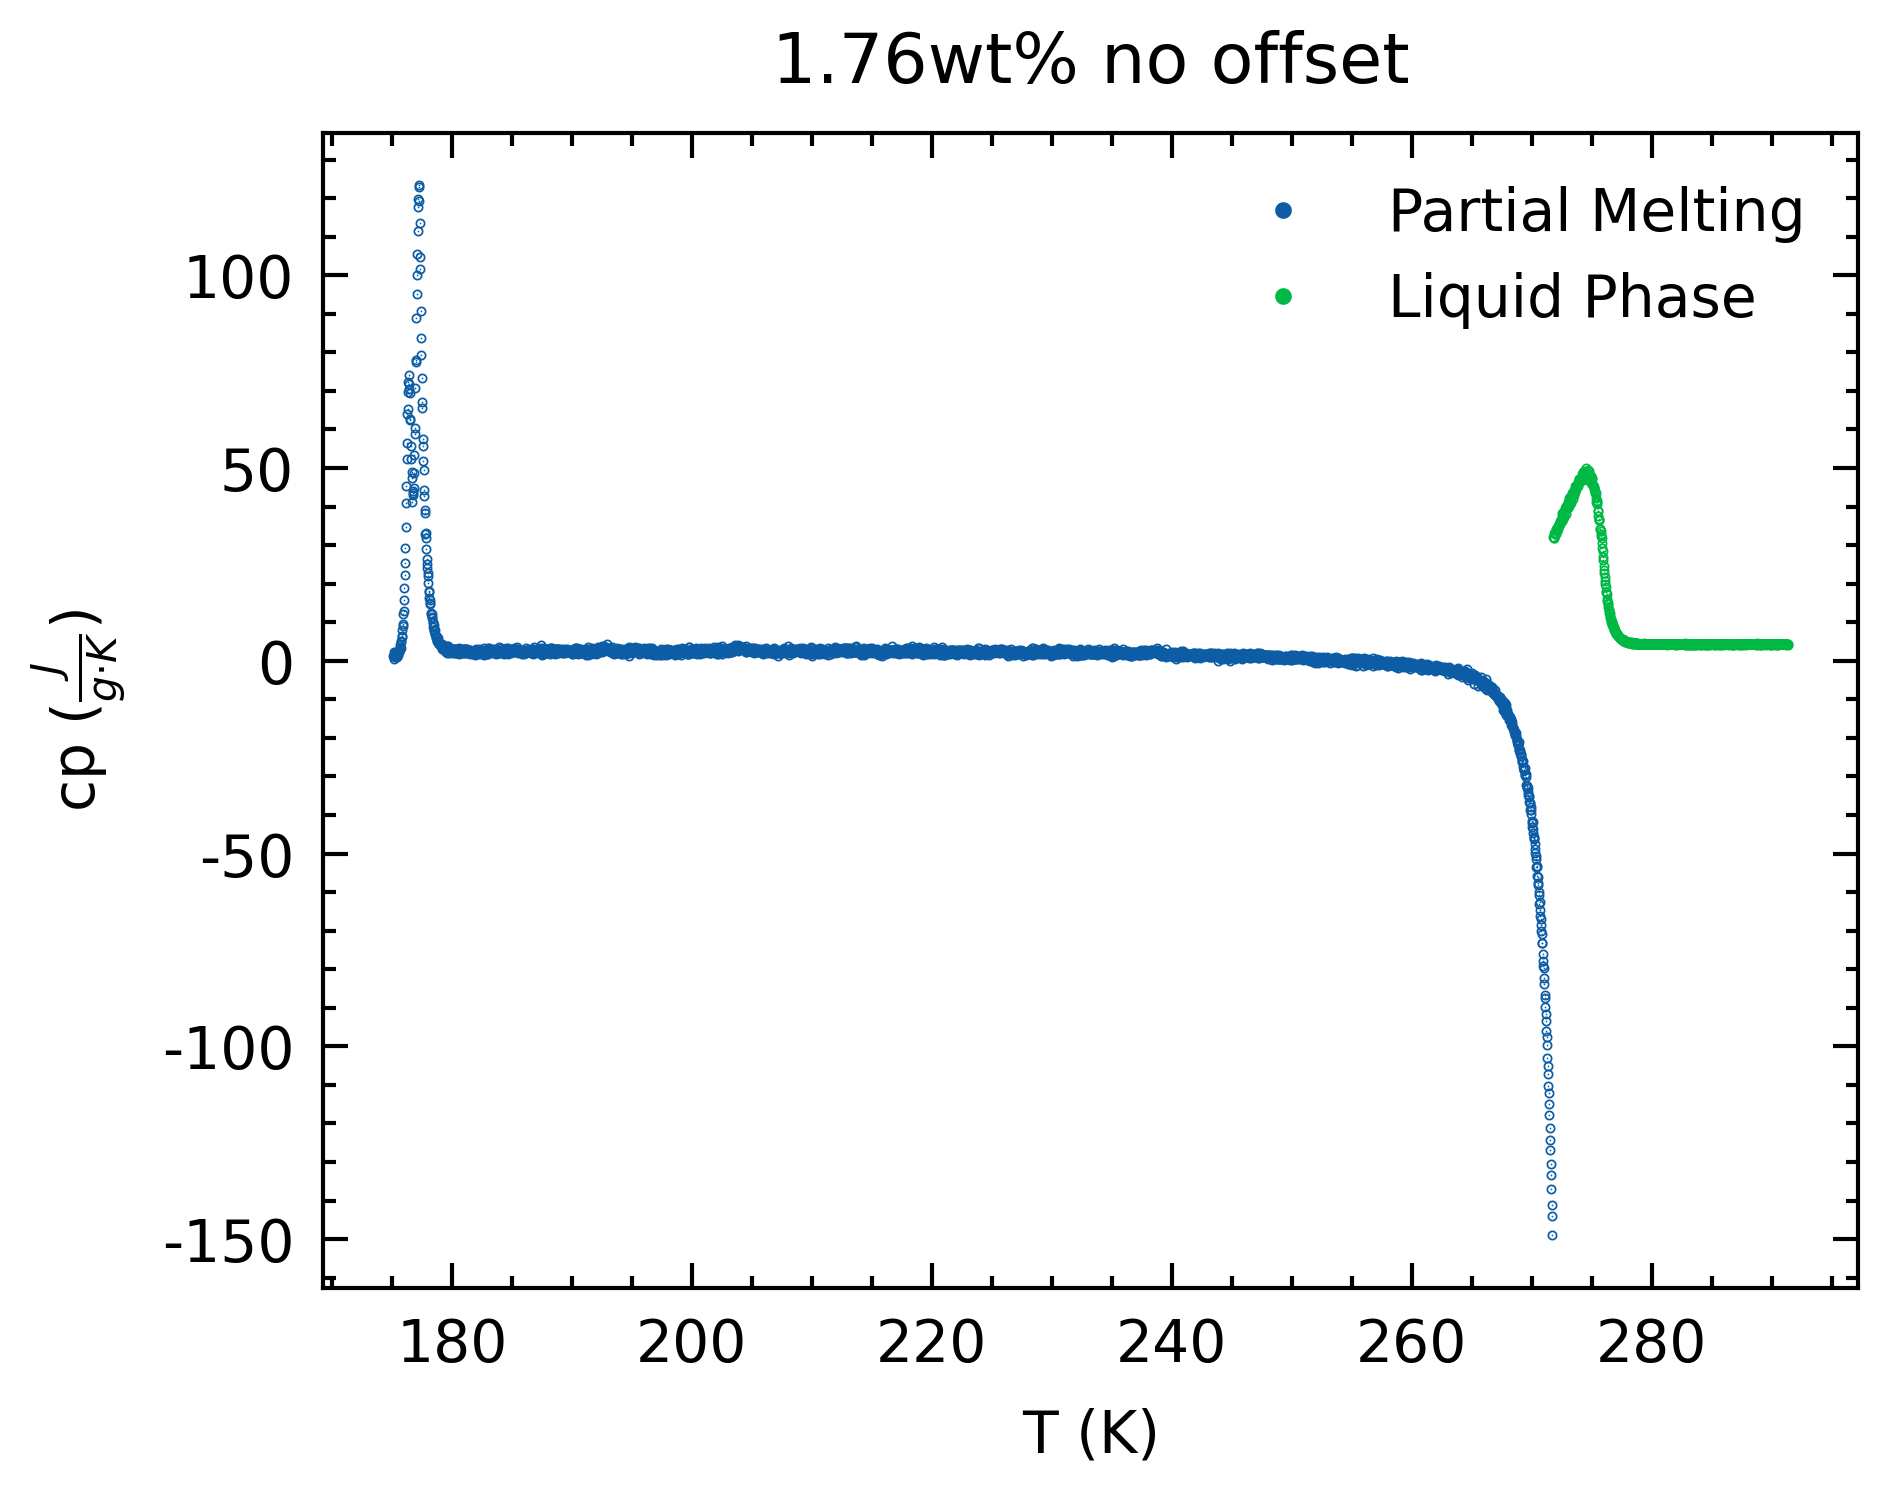 1.76wt% no offset
Partial Melting
Liquid Phase
100
50
0
-50
-100
-150
cp (J/g·K)
180 200 220 240 260 280
T (K)